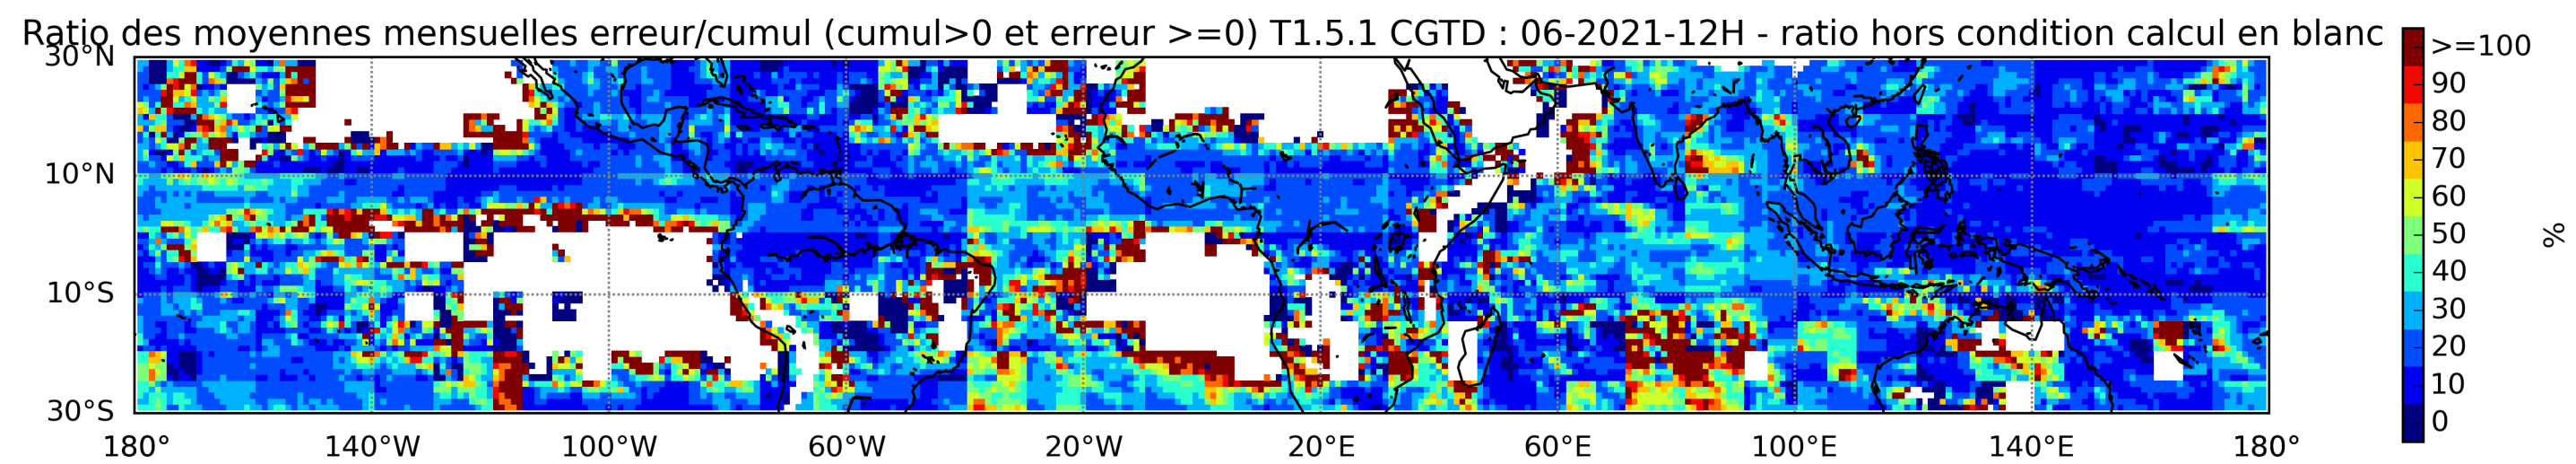 Ratio des moyennes mensuelles erreur/cumul (cumul>0 et erreur >=0) T1.5.1 CGTD : 06-2021-12H - ratio hors condition calcul en blanc
30°N
10°N
10°S
30°S
180°
140°W
100°W
60°W
20°W
20°E
60°E
100°E
140°E
180°
>=100
90
80
70
60
50
40
30
20
10
0
%